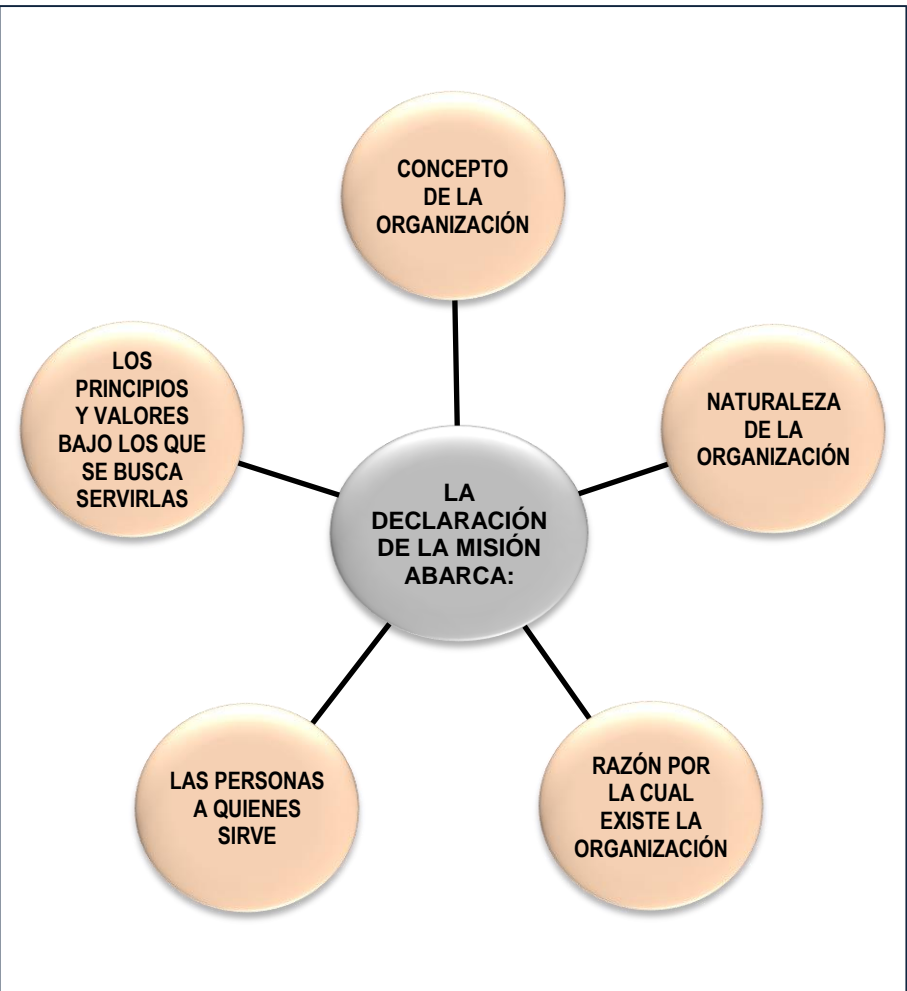 CONCEPTO
DE LA
ORGANIZACIÓN
NATURALEZA
DE LA
ORGANIZACIÓN
RAZÓN POR
LA CUAL
EXISTE LA
ORGANIZACIÓN
LAS PERSONAS
A QUIENES
SIRVE
LOS
PRINCIPIOS
Y VALORES
BAJO LOS QUE
SE BUSCA
SERVIRLAS
LA
DECLARACIÓN
DE LA MISIÓN
ABARCA: